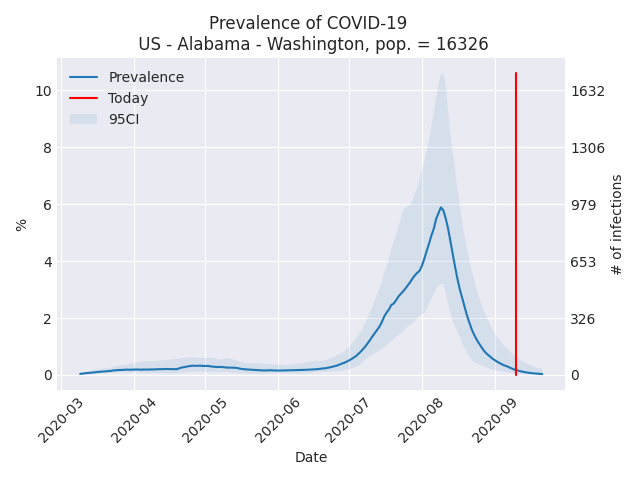 Prevalence of COVID-19
US - Alabama - Washington, pop. = 16326
Prevalence
Today
95CI
10
8
6
4
2
0
%
1632
1306
979
653
326
0
# of infections
2020-03
2020-04
2020-05
2020-06
2020-07
2020-08
2020-09
Date